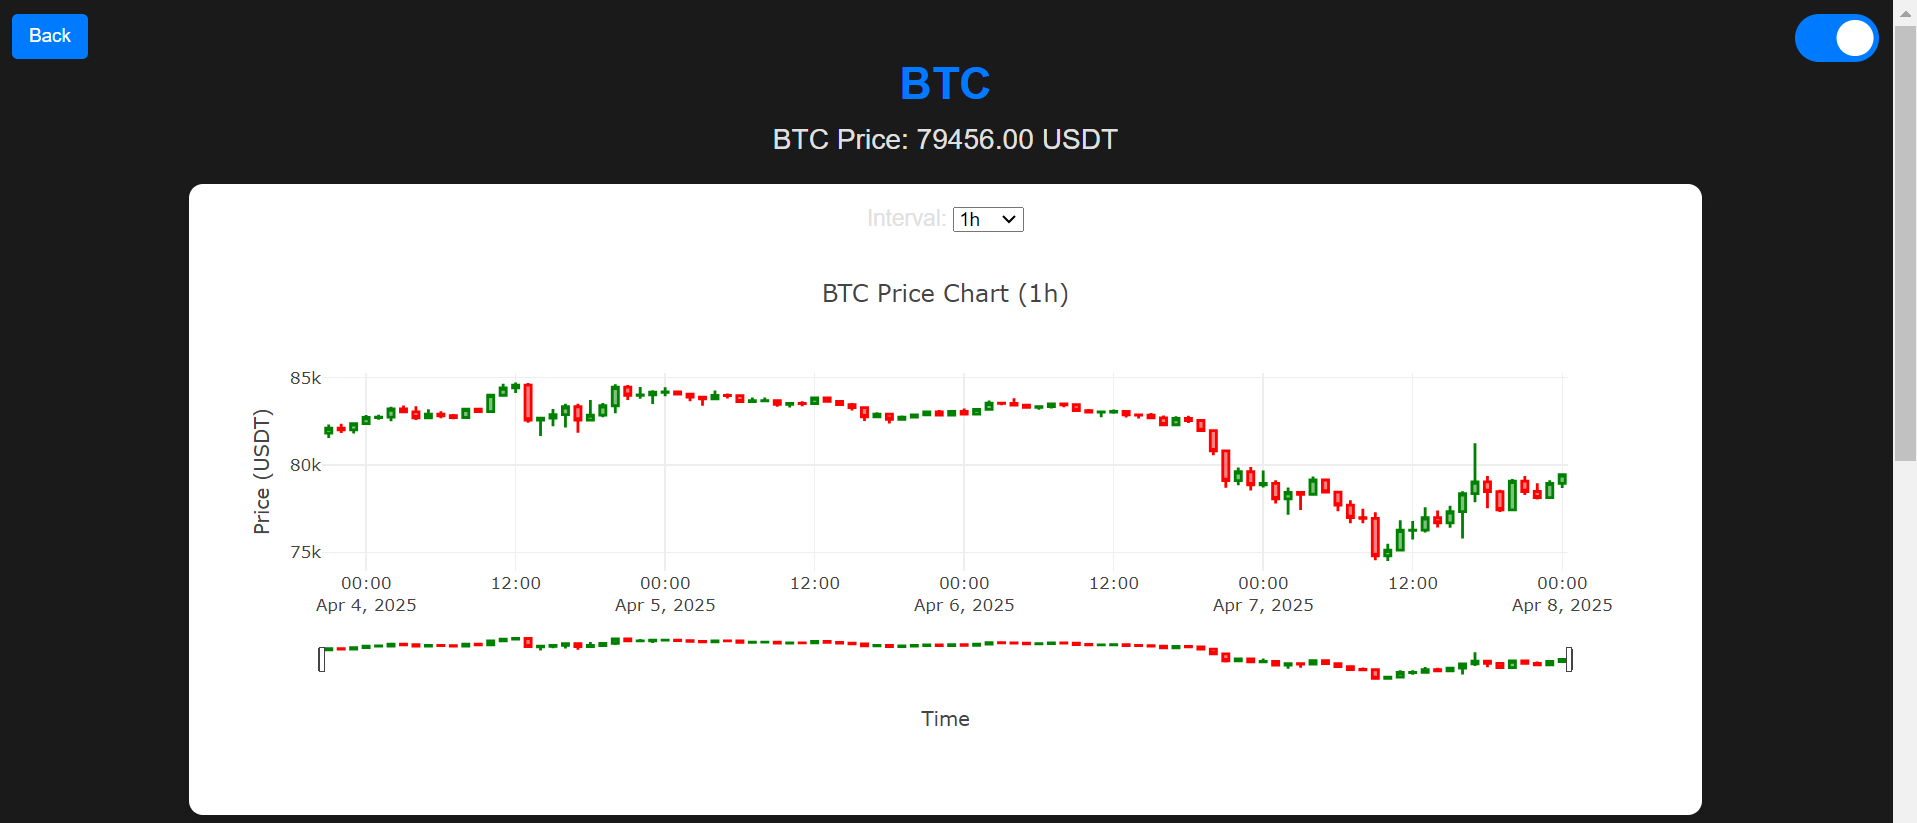 Back
BTC
BTC Price: 79456.00 USDT
Interval: 1h
BTC Price Chart (1h)
Price (USDT)
85k
80k
75k
00:00 12:00 00:00 12:00 00:00 12:00 00:00 12:00 00:00
Apr 4, 2025 Apr 5, 2025 Apr 6, 2025 Apr 7, 2025 Apr 8, 2025
Time